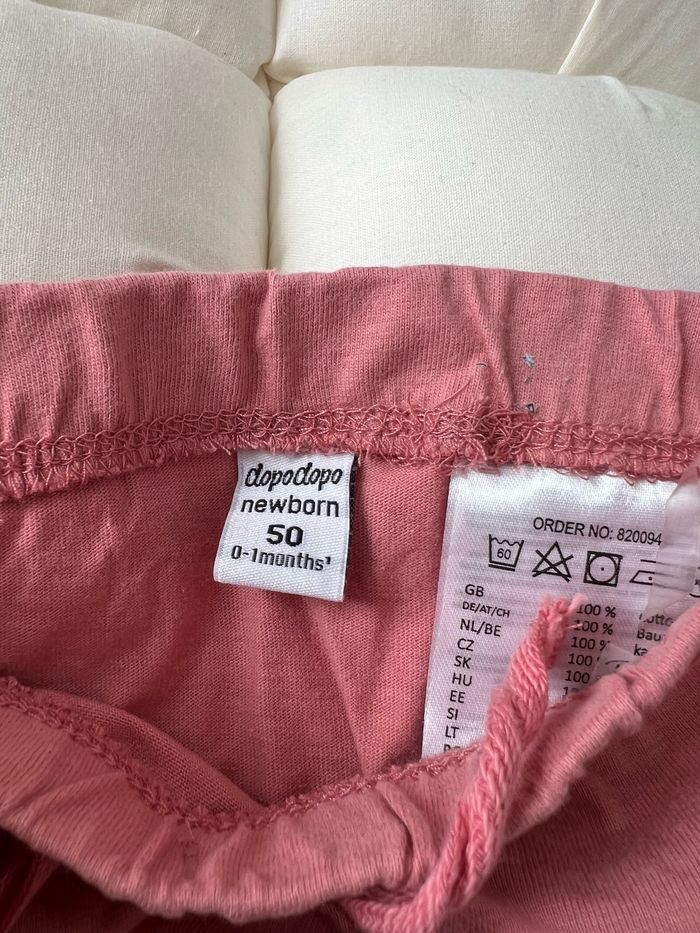 dopodopo
newborn
50
0-1months¹
ORDER NO: 820094
60
GB 100 %
DE/AT/CH 100 %
NL/BE 100
CZ 100
SK 100
HU
EE
SI
LT